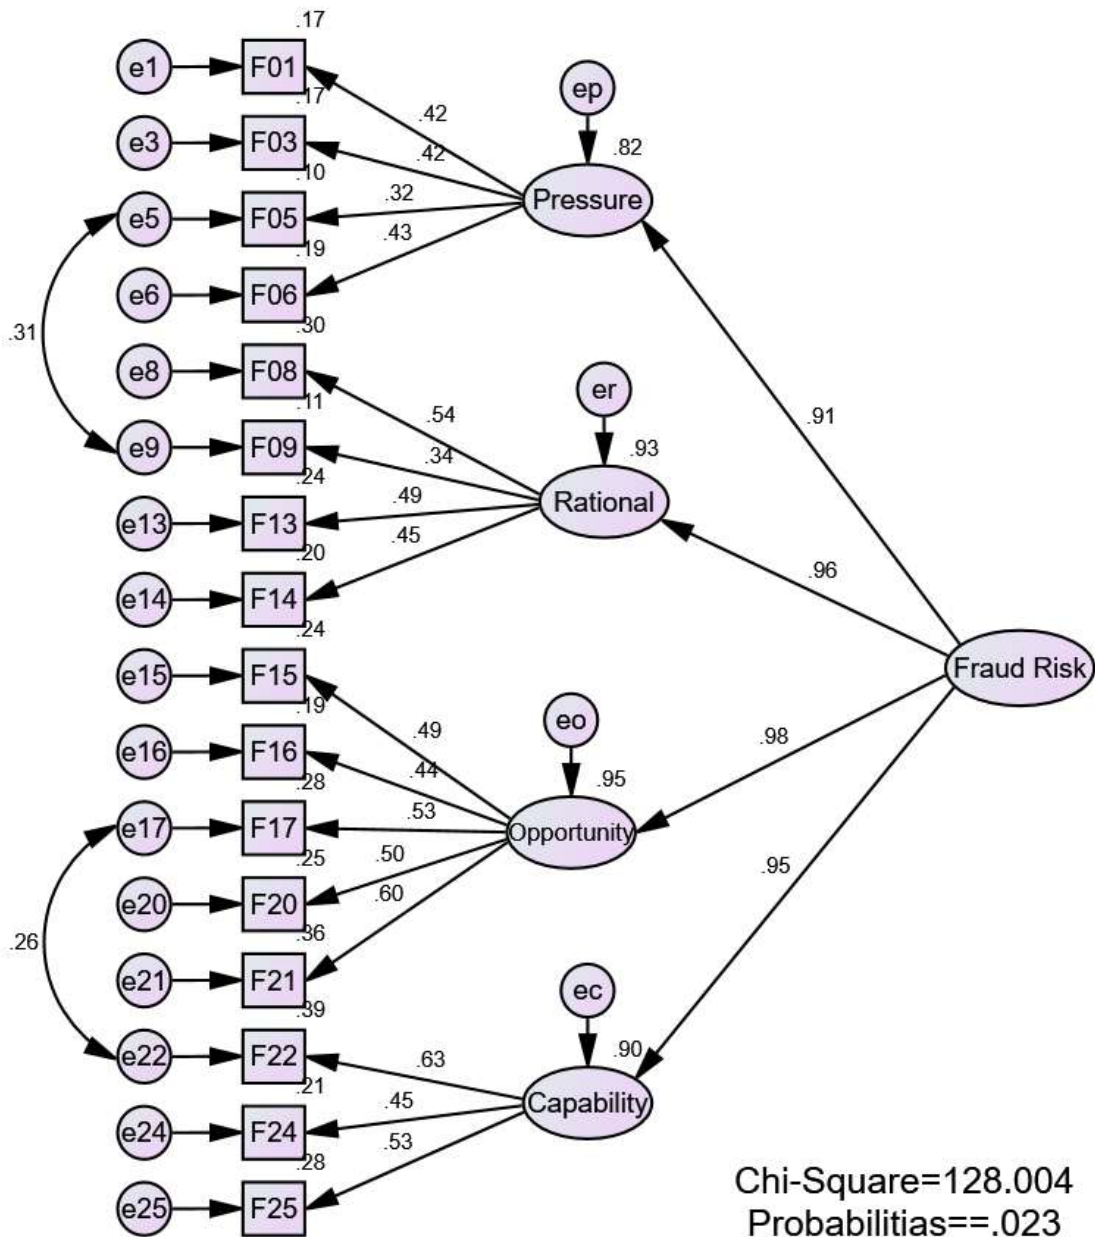 .17
e1 F01
.17
ep
.42
e3 F03
.42
.82
.10
Pressure
.32
e5 F05
.43
.19
e6 F06
.30
.31
e8 F08
er
.11
.54
.91
e9 F09
.34
.93
.24
.49
Rational
e13 F13
.45
.20
.96
e14 F14
.24
e15 F15
Fraud Risk
.19
eo
.49
.98
e16 F16
.44
.95
.28
.53
e17 F17
Opportunity
.25
.50
.95
.60
e20 F20
.36
.26
e21 F21
ec
.39
e22 F22
.63
.90
.21
.45
Capability
e24 F24
.53
.28
e25 F25
Chi-Square=128.004
Probabilitias==.023